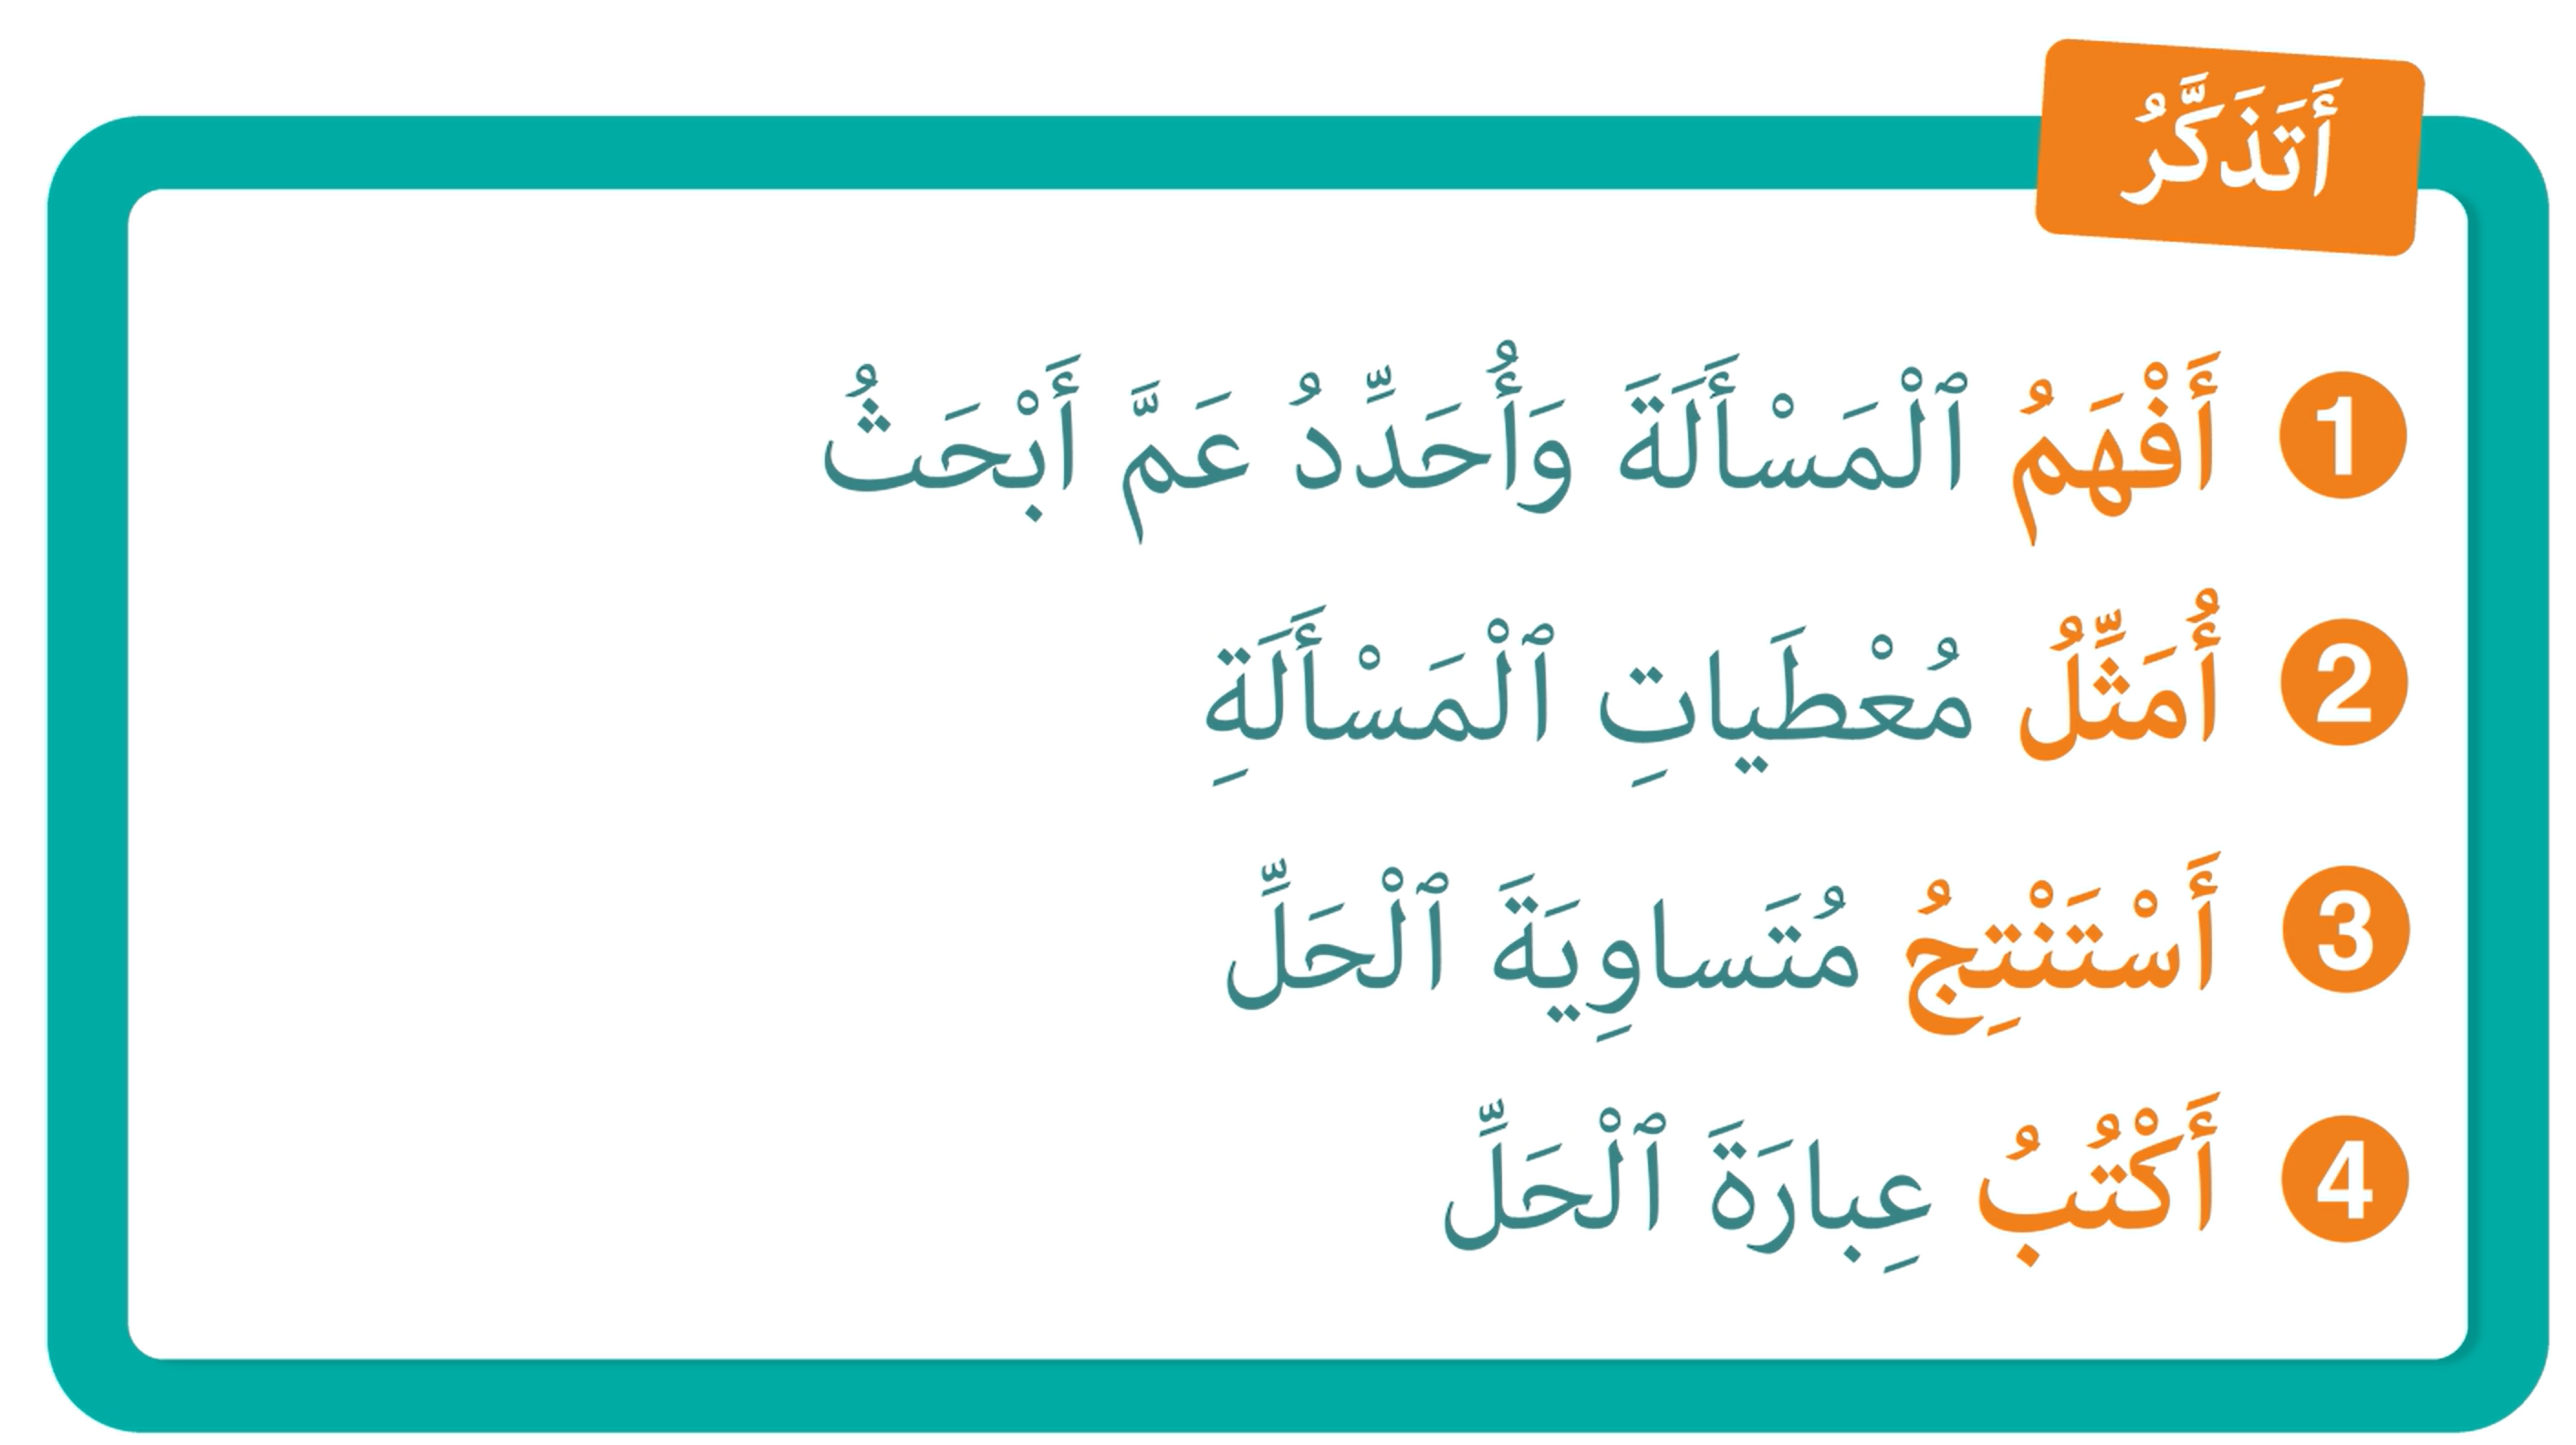 أَتَذَكَّرُ
1 أَفْهَمُ ٱلْمَسْأَلَةَ وَأُحَدِّدُ عَمَّ أَبْحَثُ
2 أُمَثِّلُ مُعْطَياتِ ٱلْمَسْأَلَةِ
3 أَسْتَنْتِجُ مُتَساوِيَةَ ٱلْحَلِّ
4 أَكْتُبُ عِبارَةَ ٱلْحَلِّ